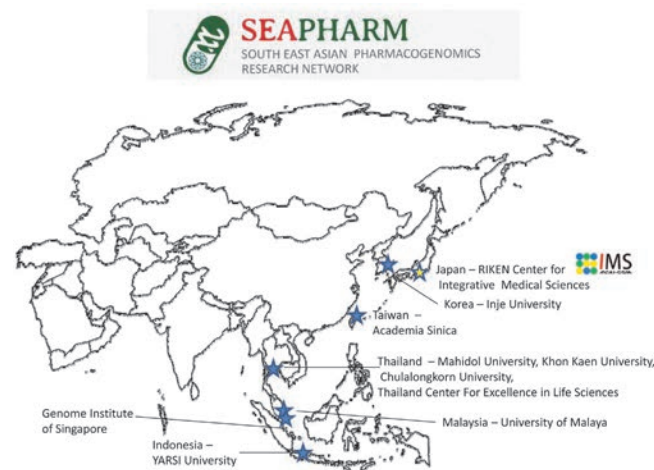 SEAPHARM
SOUTH EAST ASIAN PHARMACOGENOMICS
RESEARCH NETWORK
IMS
Japan – RIKEN Center for
Integrative Medical Sciences
Korea – Inje University
Taiwan –
Academia Sinica
Thailand – Mahidol University, Khon Kaen University,
Chulalongkorn University,
Thailand Center For Excellence in Life Sciences
Genome Institute
of Singapore
Malaysia – University of Malaya
Indonesia –
YARSI University